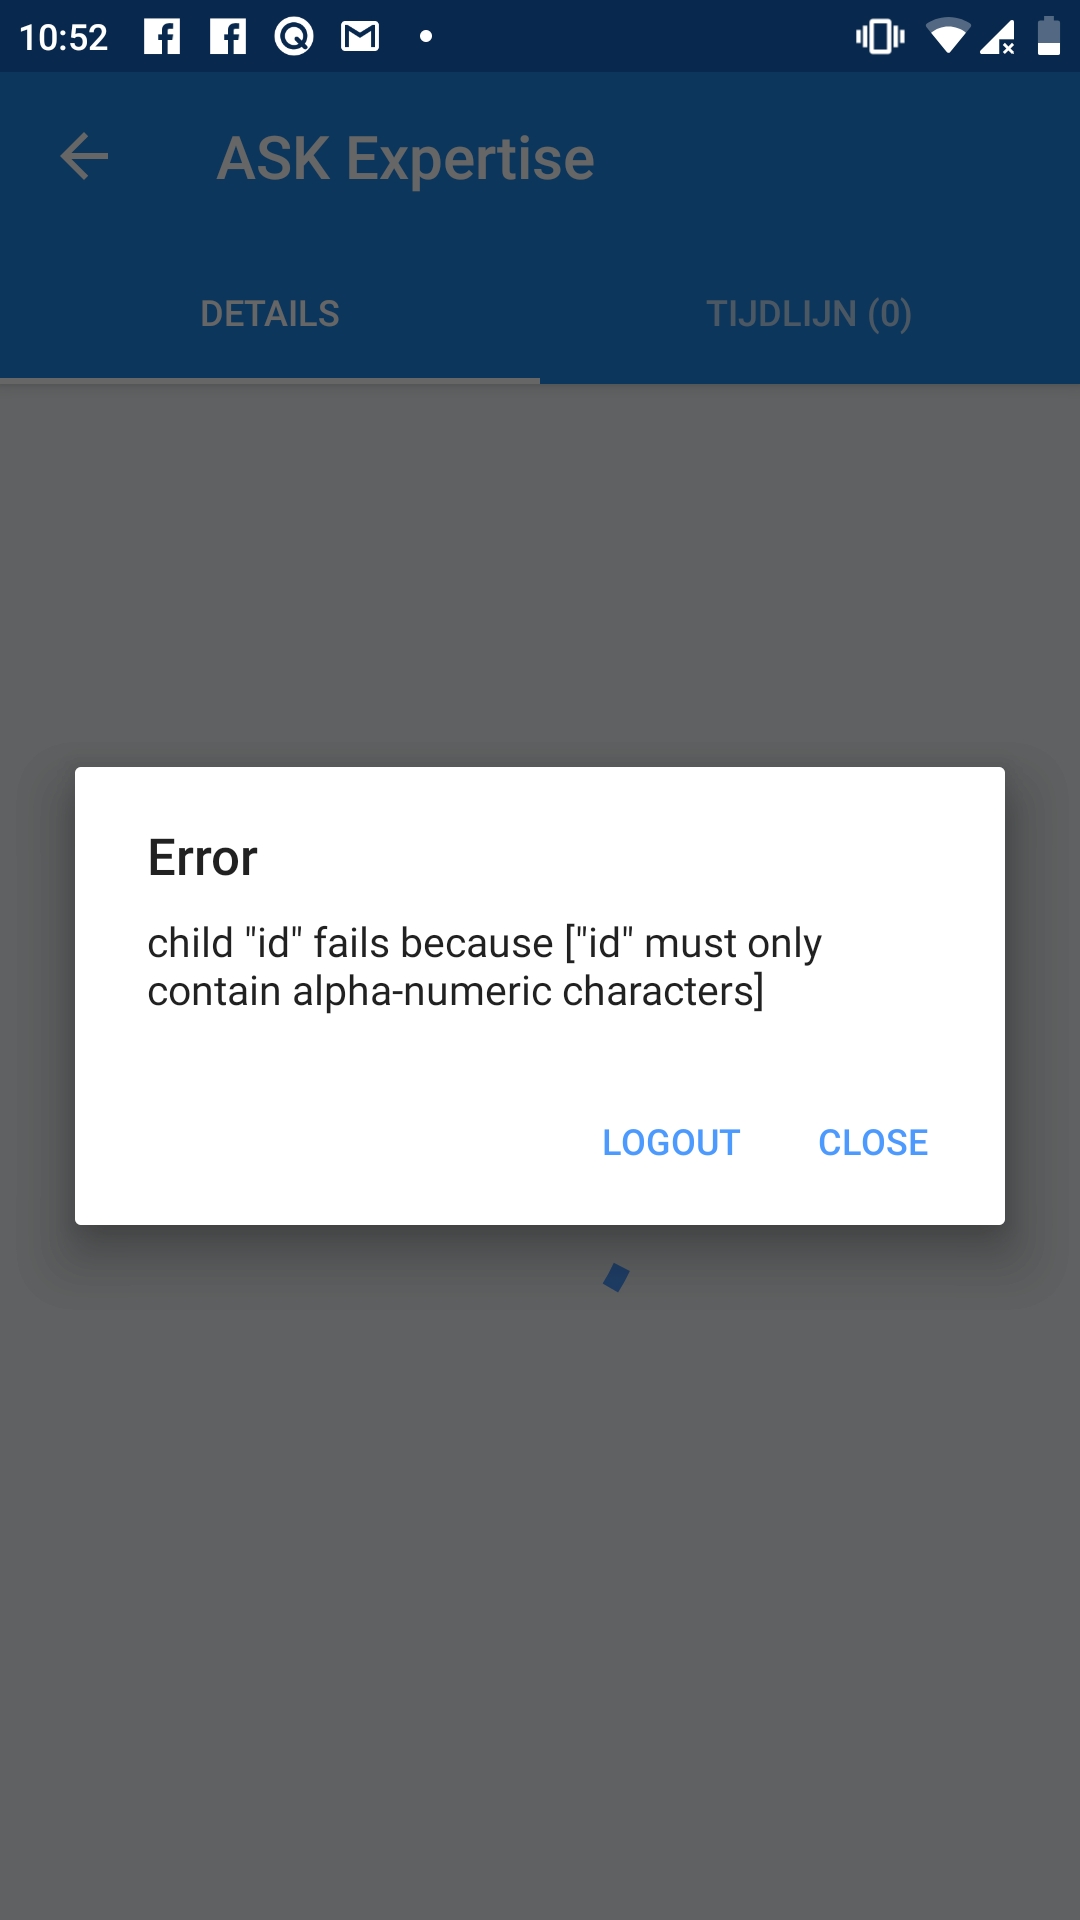 10:52
ASK Expertise
DETAILS
TIJDLIJN (0)
Error
child "id" fails because ["id" must only
contain alpha-numeric characters]
LOGOUT
CLOSE